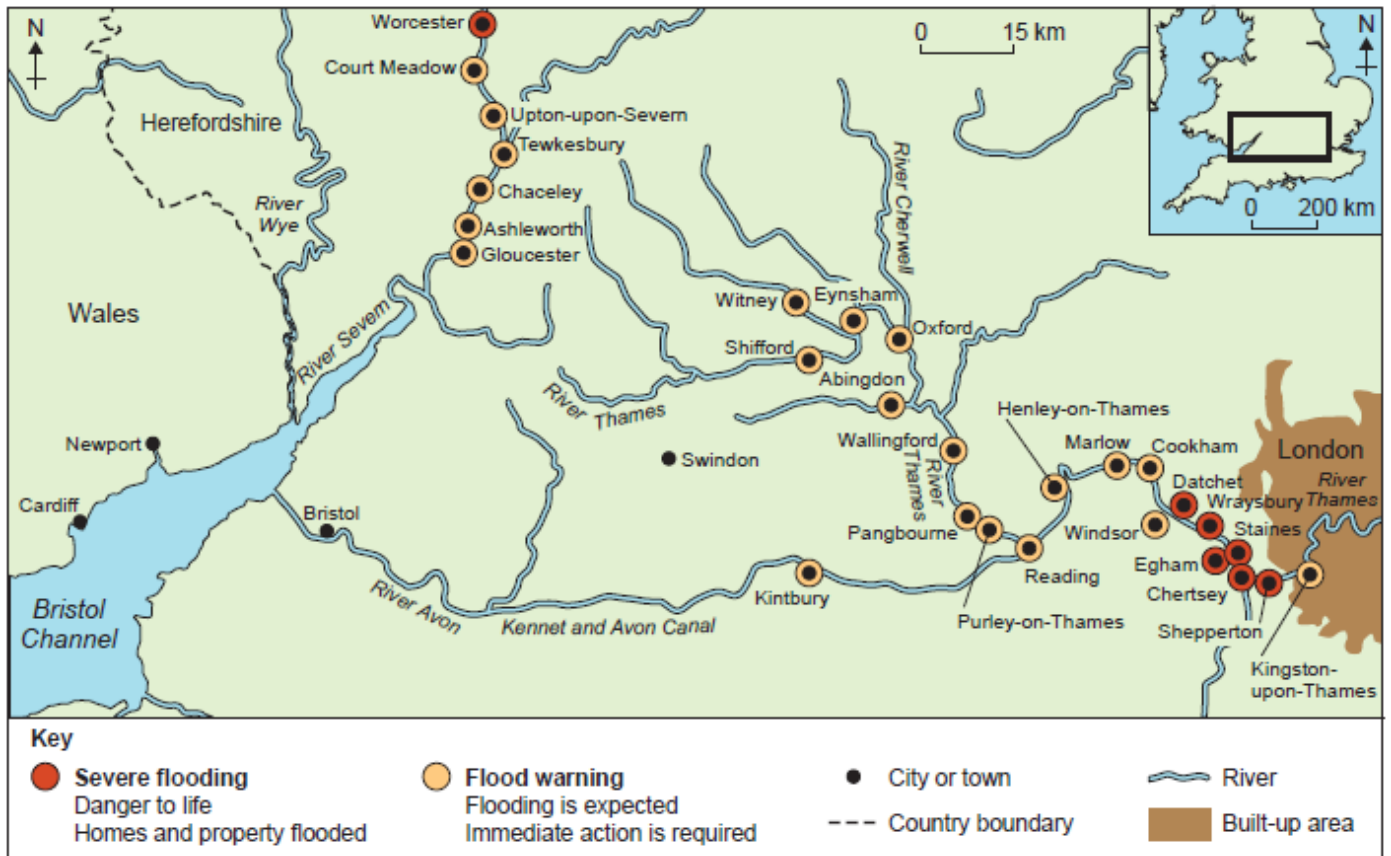 N
Worcester
0 15 km
N
Court Meadow
Herefordshire
Upton-upon-Severn
Tewkesbury
River
Wye
Chaceley
River Cherwell
0 200 km
Ashleworth
Gloucester
Wales
River Severn
Witney
Eynsham
Oxford
Shifford
Abingdon
River
Thames
Henley-on-Thames
Newport
Swindon
Wallingford
River
Thames
Marlow
Cookham
London
River
Thames
Datchet
Wraysbury
Cardiff
Bristol
Pangbourne
Windsor
Staines
Reading
Egham
Chertsey
River Avon
Kintbury
Bristol
Channel
Kennet and Avon Canal
Purley-on-Thames
Shepperton
Kingston-
upon-Thames
Key
Severe flooding
Danger to life
Homes and property flooded
Flood warning
Flooding is expected
Immediate action is required
City or town
Country boundary
River
Built-up area